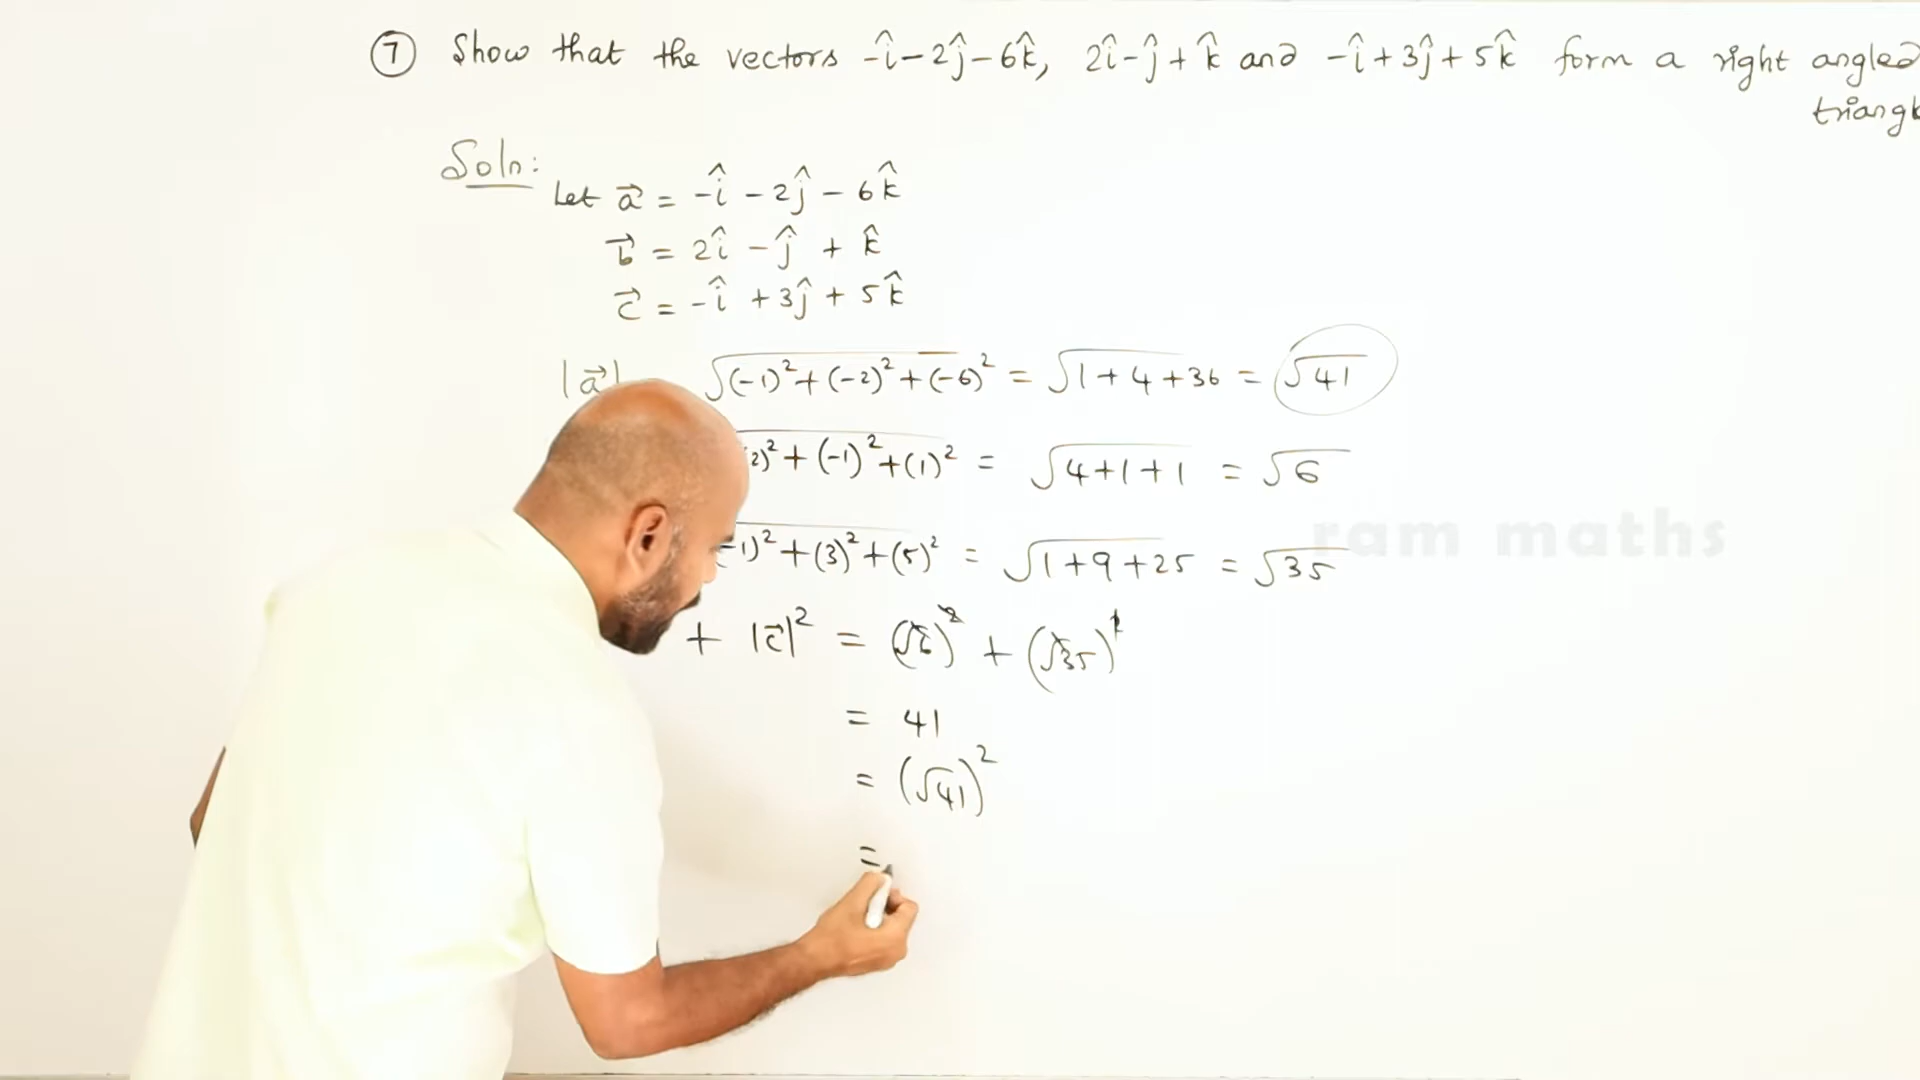 ⑦ Show that the vectors -î-2ĵ-6k̂, 2î-ĵ+k̂ and -î+3ĵ+5k̂ form a right angled
Soln:
Let a⃗ = -î - 2ĵ - 6k̂
b⃗ = 2î - ĵ + k̂
c⃗ = -î + 3ĵ + 5k̂
|a⃗| √(-1)²+(-2)²+(-6)² = √1+4+36 = √41
2)²+(-1)²+(1)² = √4+1+1 = √6
ram maths
-1)²+(3)²+(5)² = √1+9+25 = √35
+ |c⃗|² = (√6)² + (√35)²
= 41
= (√41)²
=